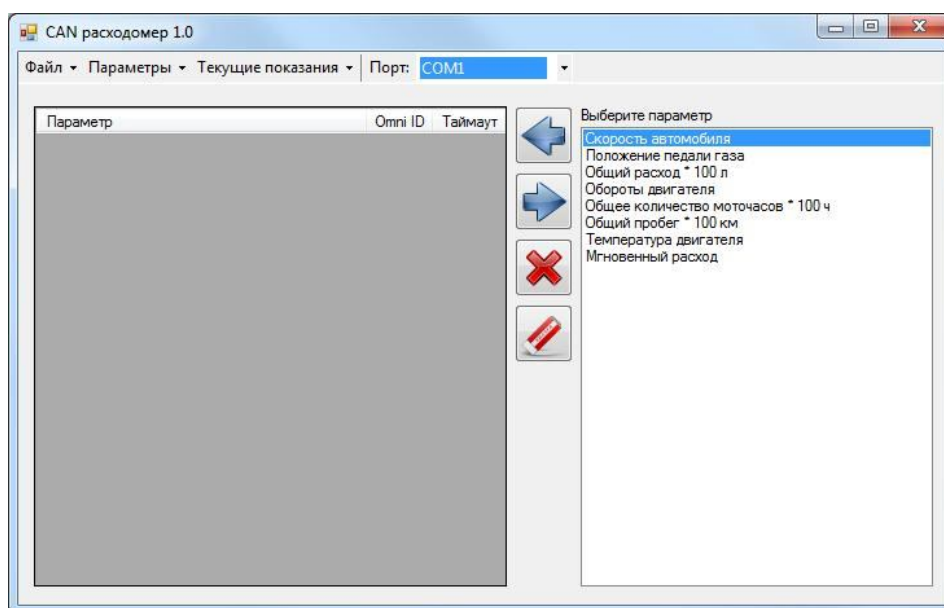 CAN расходомер 1.0
Файл Параметры Текущие показания Порт: COM1
Параметр Omni ID Таймаут
Выберите параметр
Скорость автомобиля
Положение педали газа
Общий расход * 100 л
Обороты двигателя
Общее количество моточасов * 100 ч
Общий пробег * 100 км
Температура двигателя
Мгновенный расход